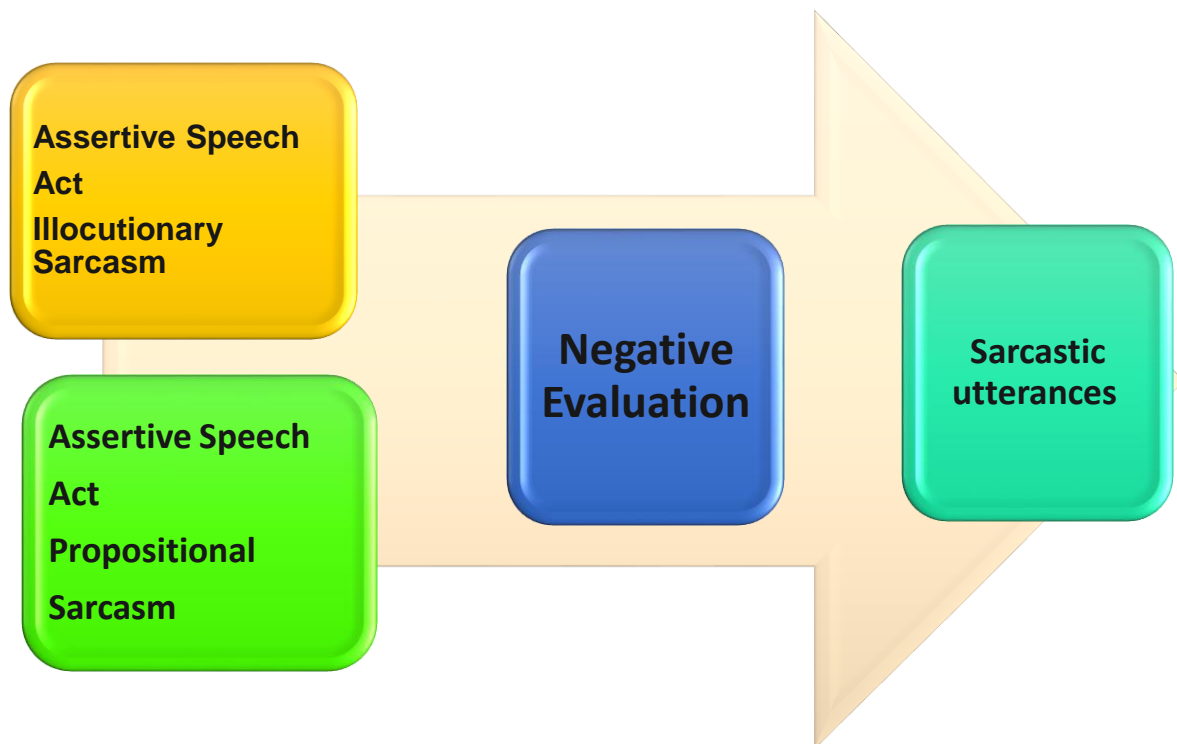 Assertive Speech
Act
Illocutionary
Sarcasm
Assertive Speech
Act
Propositional
Sarcasm
Negative
Evaluation
Sarcastic
utterances